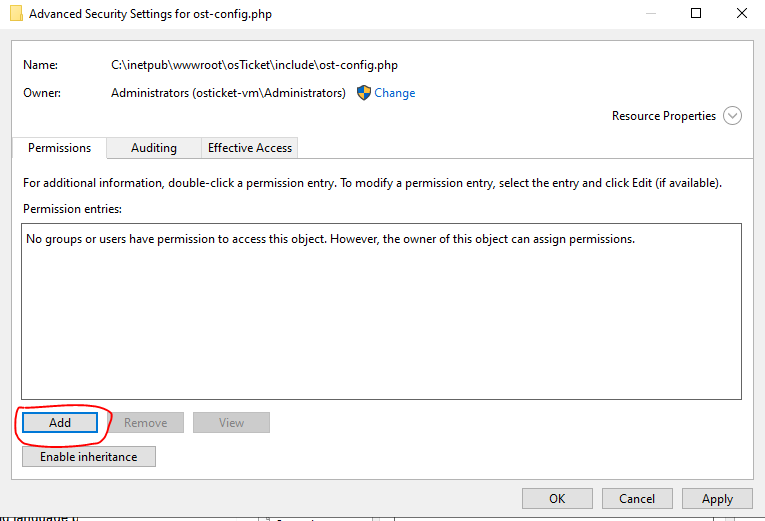 Advanced Security Settings for ost-config.php
Name: C:\inetpub\wwwroot\osTicket\include\ost-config.php
Owner: Administrators (osticket-vm\Administrators) Change
Resource Properties
Permissions Auditing Effective Access
For additional information, double-click a permission entry. To modify a permission entry, select the entry and click Edit (if available).
Permission entries:
No groups or users have permission to access this object. However, the owner of this object can assign permissions.
Add Remove View
Enable inheritance
OK Cancel Apply